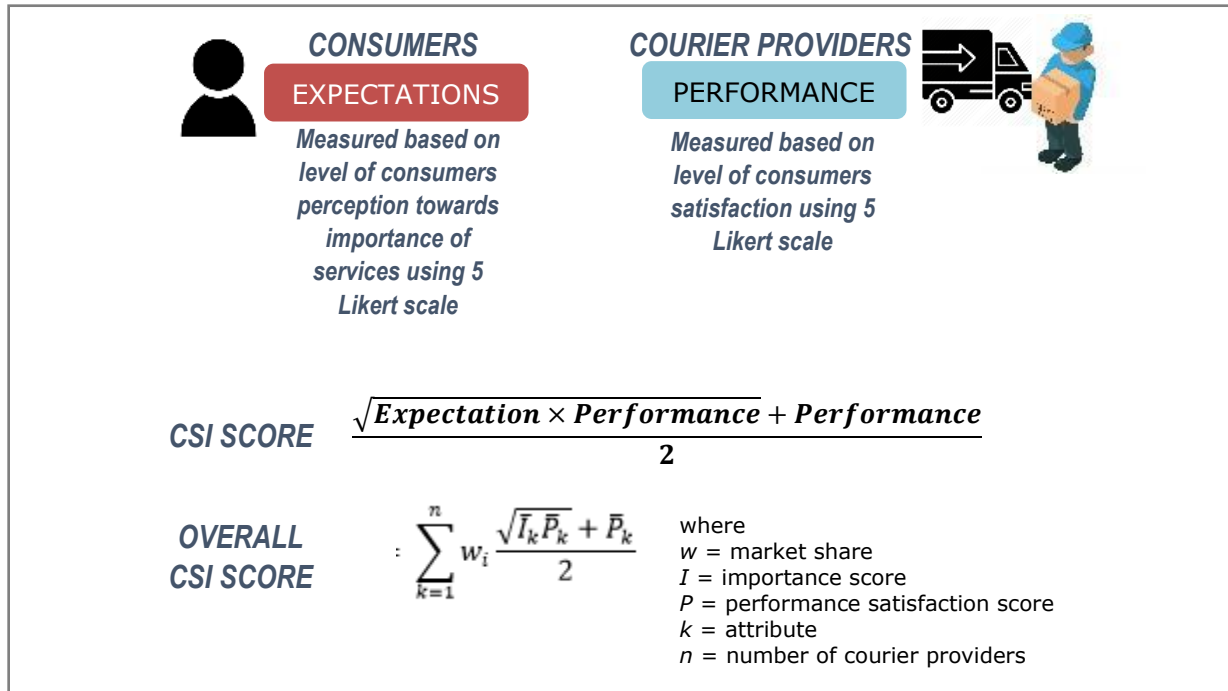 CONSUMERS
EXPECTATIONS
Measured based on
level of consumers
perception towards
importance of
services using 5
Likert scale
COURIER PROVIDERS
PERFORMANCE
Measured based on
level of consumers
satisfaction using 5
Likert scale
CSI SCORE
√(Expectation × Performance) + Performance
2
OVERALL
CSI SCORE
: ∑ₖ₌₁ⁿ wᵢ (√(Īₖ P̄ₖ) + P̄ₖ) / 2
where
w = market share
I = importance score
P = performance satisfaction score
k = attribute
n = number of courier providers